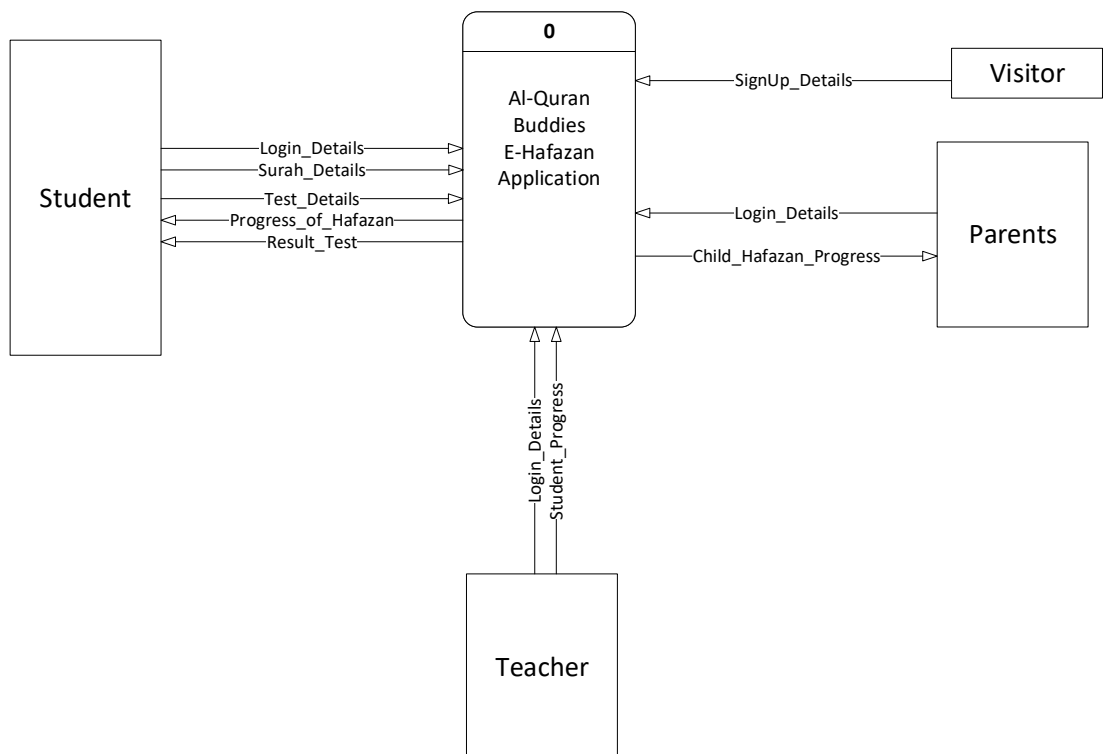 0
Al-Quran
Buddies
E-Hafazan
Application
Student
Login_Details
Surah_Details
Test_Details
Progress_of_Hafazan
Result_Test
SignUp_Details
Visitor
Login_Details
Child_Hafazan_Progress
Parents
Login_Details
Student_Progress
Teacher